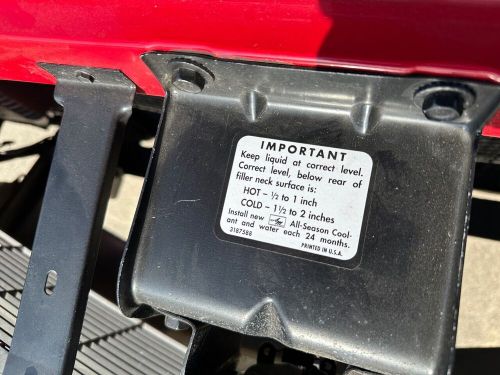 IMPORTANT
Keep liquid at correct level.
Correct level, below rear of
filler neck surface is:
HOT – ½ to 1 inch
COLD – 1½ to 2 inches
Install new All-Season Cool-
ant and water each 24 months.
3187588
PRINTED IN U.S.A.